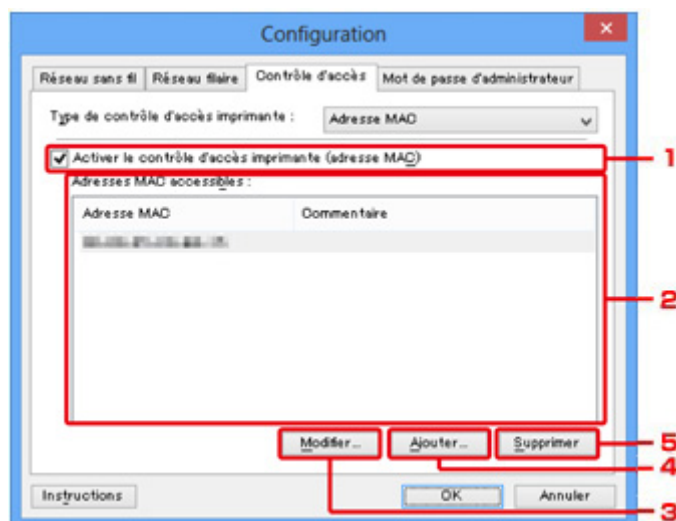 Configuration
Réseau sans fil Réseau filaire Contrôle d'accès Mot de passe d'administrateur
Type de contrôle d'accès imprimante : Adresse MAC
Activer le contrôle d'accès imprimante (adresse MAC) 1
Adresses MAC accessibles :
Adresse MAC Commentaire
2
Modifier... Ajouter... Supprimer 5
4
Instructions OK Annuler
3